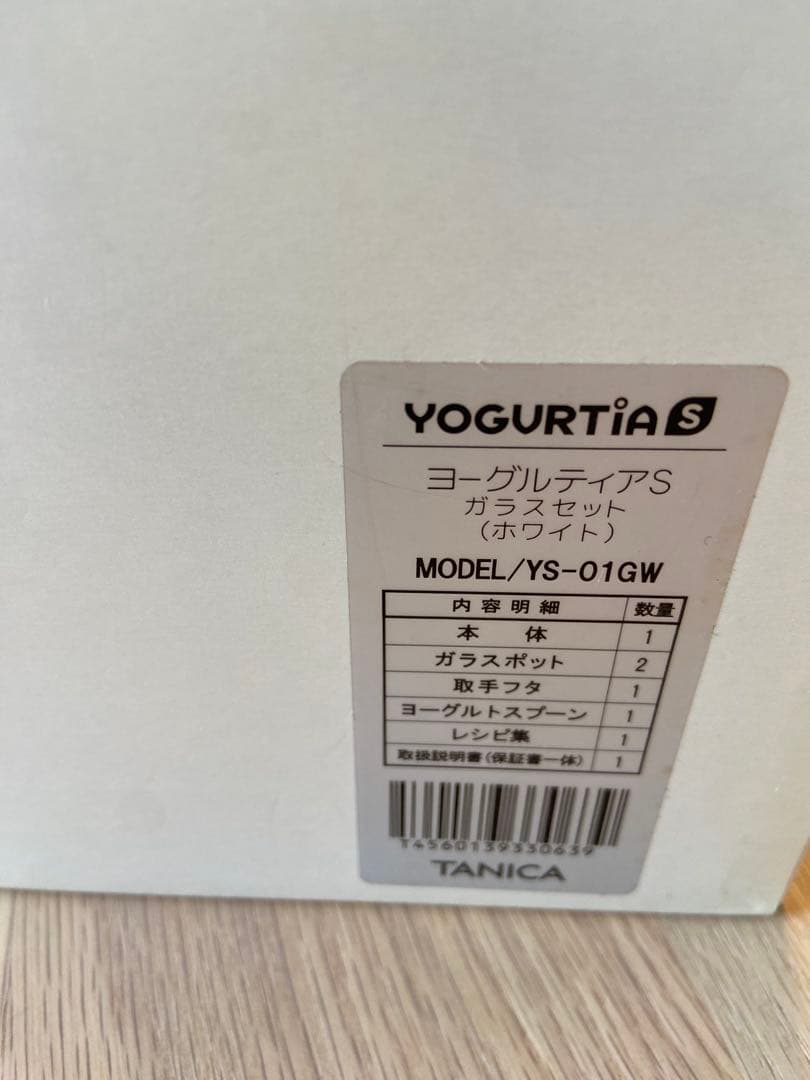 YOGURTiA S
ヨーグルティアS
ガラスセット
(ホワイト)
MODEL/YS-01GW
内容明細 数量
本 体 1
ガラスポット 2
取手フタ 1
ヨーグルトスプーン 1
レシピ集 1
取扱説明書(保証書一体) 1
T4560139330639
TANICA